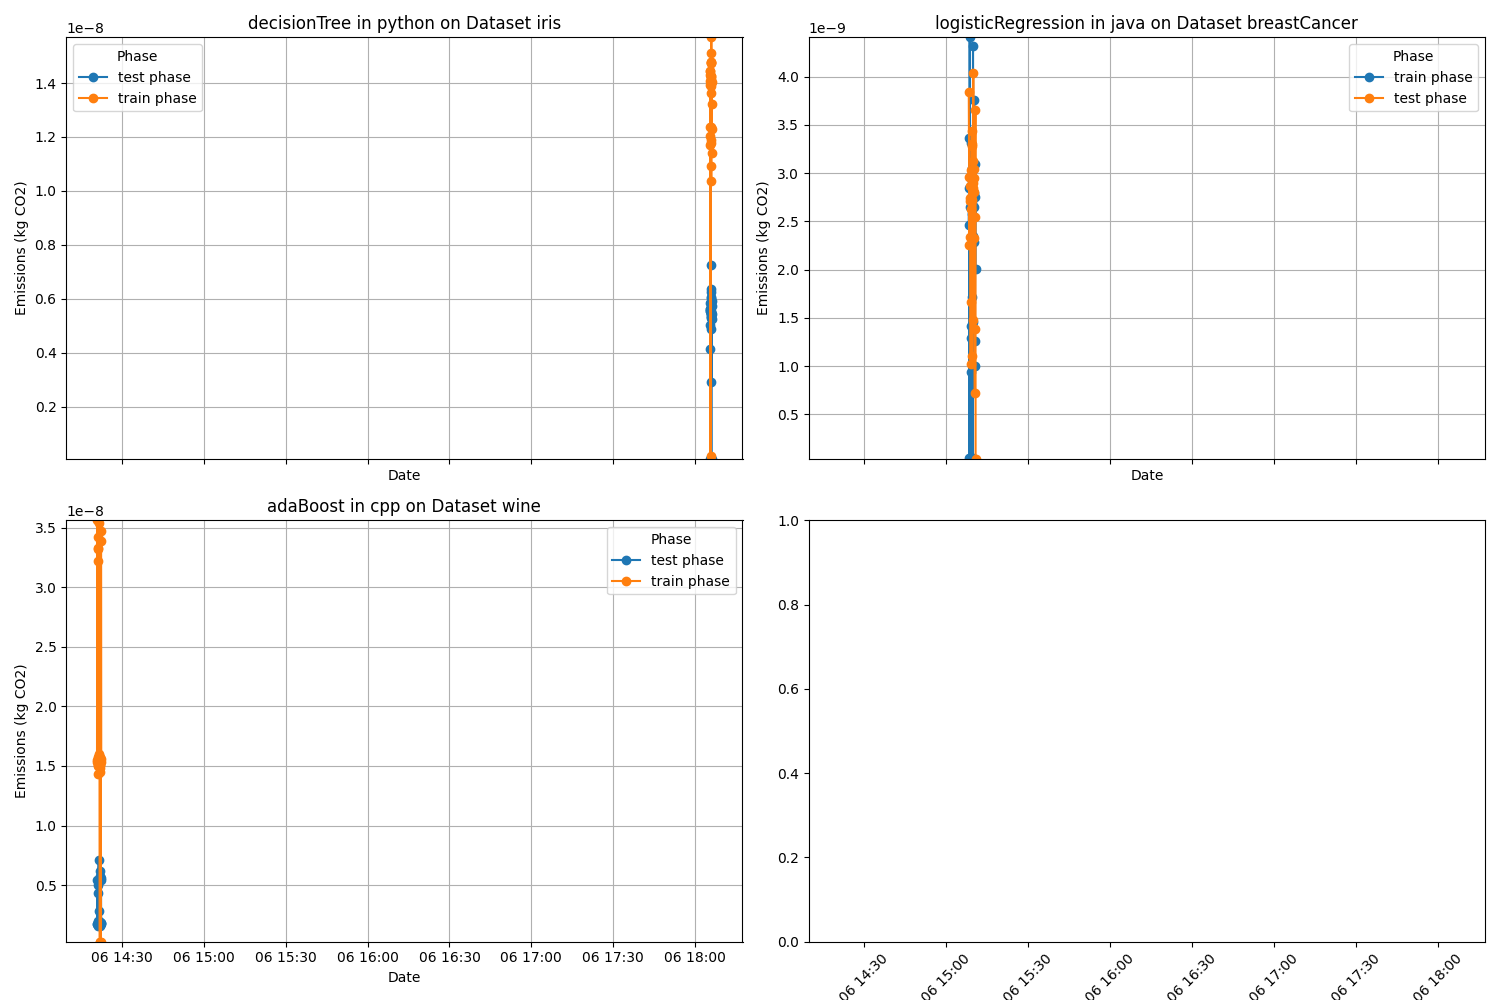 decisionTree in python on Dataset iris
1e−8
Phase
test phase
train phase
1.4
1.2
1.0
0.8
0.6
0.4
0.2
Emissions (kg CO2)
Date
logisticRegression in java on Dataset breastCancer
1e−9
Phase
train phase
test phase
4.0
3.5
3.0
2.5
2.0
1.5
1.0
0.5
Emissions (kg CO2)
Date
adaBoost in cpp on Dataset wine
1e−8
Phase
test phase
train phase
3.5
3.0
2.5
2.0
1.5
1.0
0.5
Emissions (kg CO2)
06 14:30 06 15:00 06 15:30 06 16:00 06 16:30 06 17:00 06 17:30 06 18:00
Date
1.0
0.8
0.6
0.4
0.2
0.0
06 14:30 06 15:00 06 15:30 06 16:00 06 16:30 06 17:00 06 17:30 06 18:00